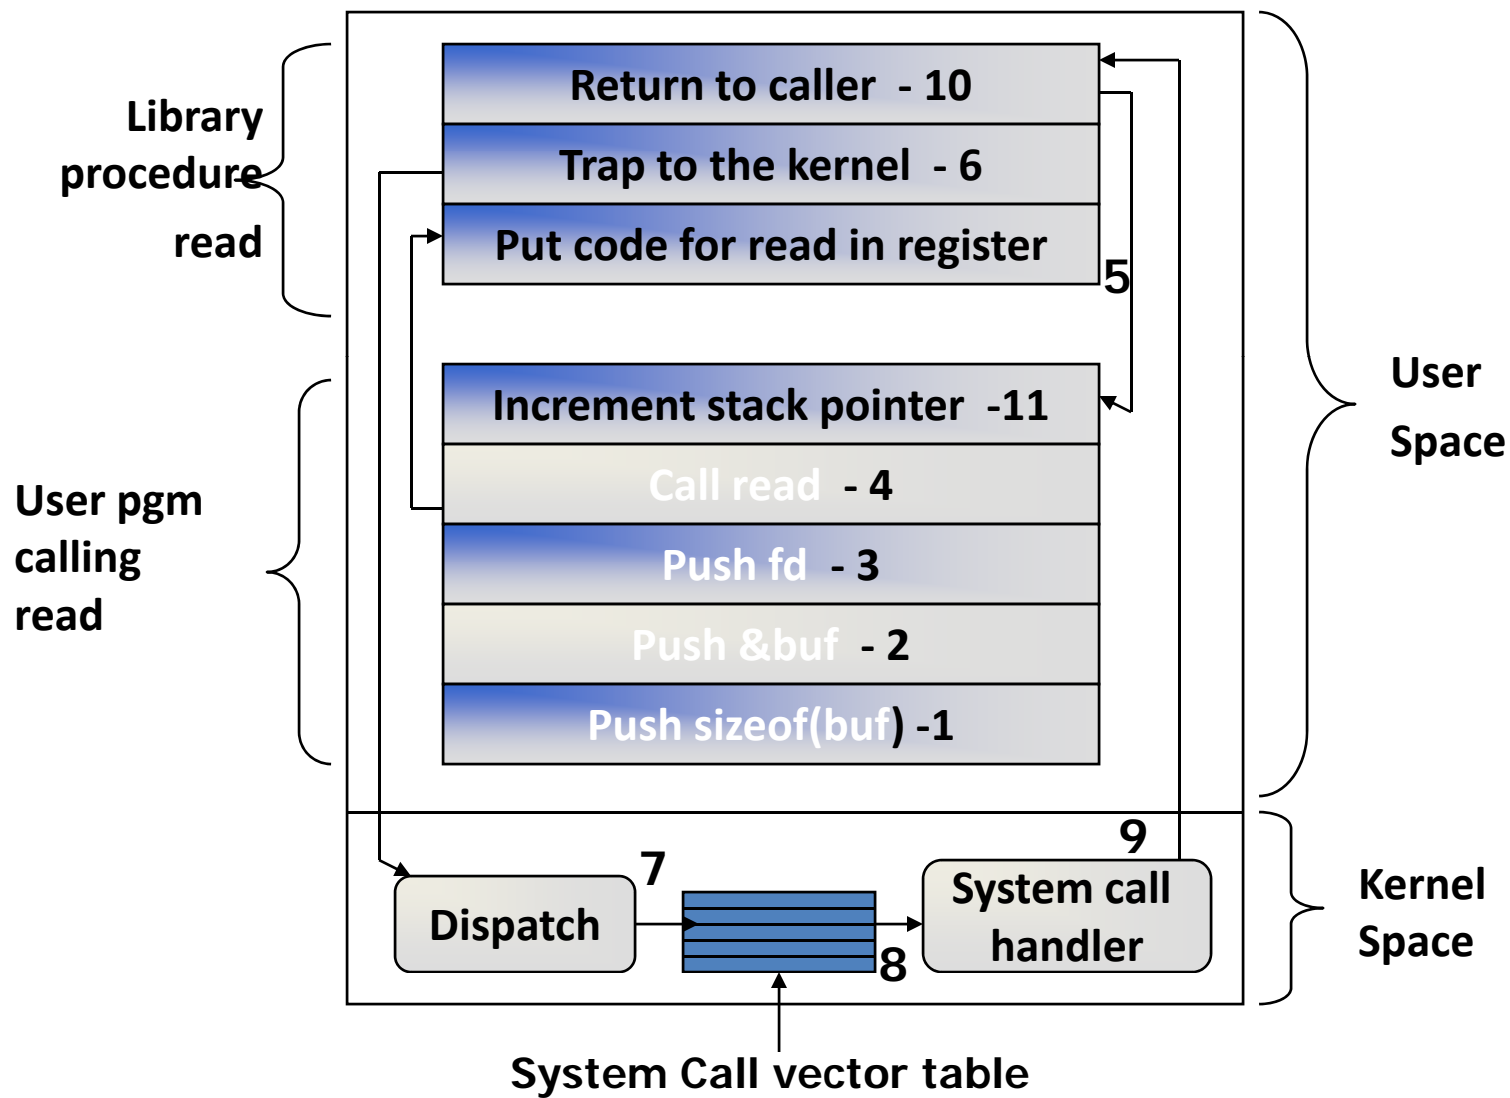 Return to caller - 10
Library
procedure
read
Trap to the kernel - 6
Put code for read in register
5
User
Space
Increment stack pointer -11
Call read - 4
User pgm
calling
read
Push fd - 3
Push &buf - 2
Push sizeof(buf) -1
9
7
Dispatch
8
System call
handler
Kernel
Space
System Call vector table